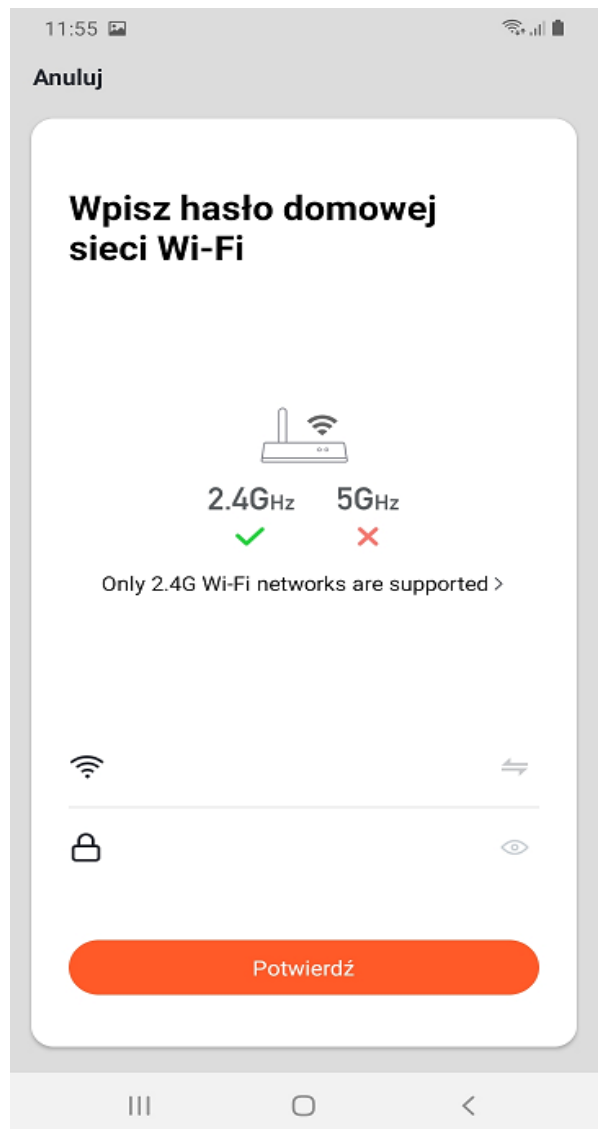 11:55
Anuluj
Wpisz hasło domowej
sieci Wi-Fi
2.4GHz 5GHz
Only 2.4G Wi-Fi networks are supported >
Potwierdź